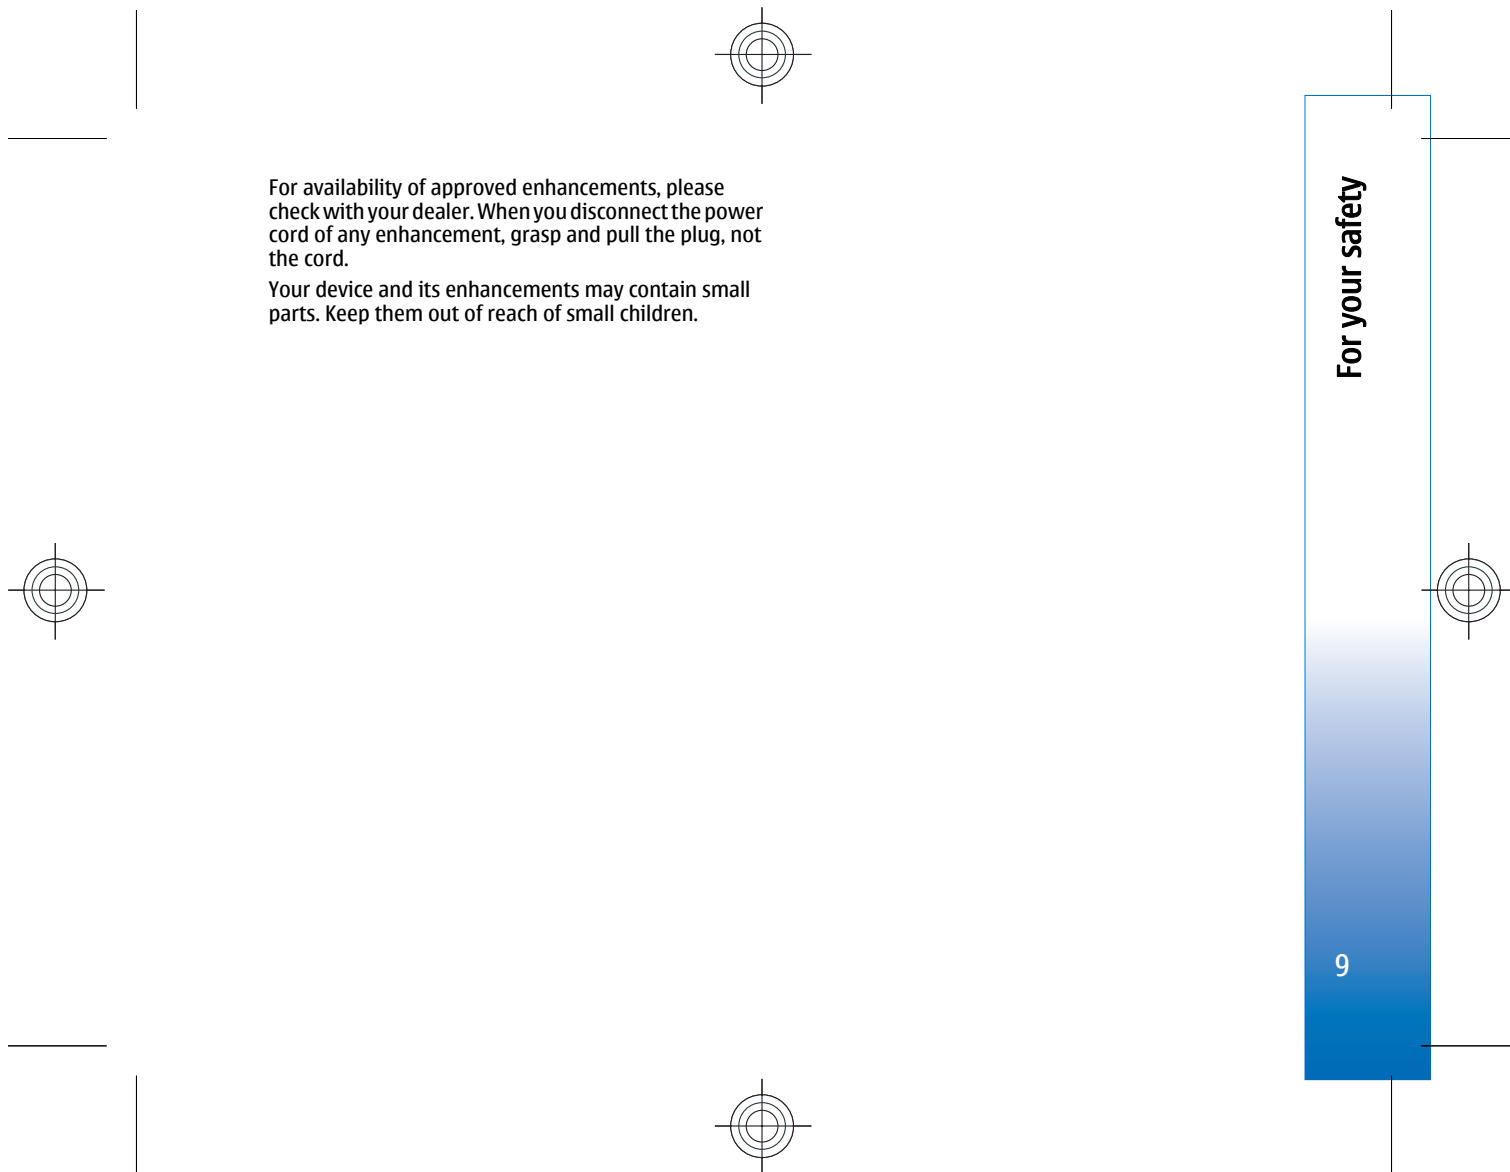 For availability of approved enhancements, please
check with your dealer. When you disconnect the power
cord of any enhancement, grasp and pull the plug, not
the cord.
Your device and its enhancements may contain small
parts. Keep them out of reach of small children.
For your safety
9